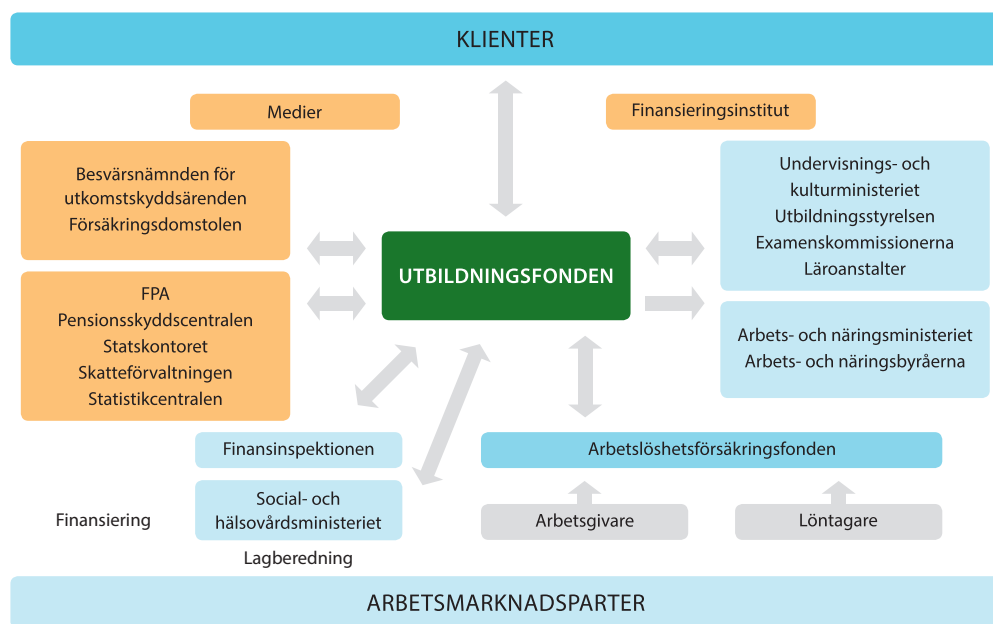 KLIENTER
Medier
Finansieringsinstitut
Besvärsnämnden för
utkomstskyddsärenden
Försäkringsdomstolen
Undervisnings- och
kulturministeriet
Utbildningsstyrelsen
Examenskommissionerna
Läroanstalter
UTBILDNINGSFONDEN
FPA
Pensionsskyddscentralen
Statskontoret
Skatteförvaltningen
Statistikcentralen
Arbets- och näringsministeriet
Arbets- och näringsbyråerna
Finansinspektionen
Arbetslöshetsförsäkringsfonden
Finansiering
Social- och
hälsovårdsministeriet
Arbetsgivare
Löntagare
Lagberedning
ARBETSMARKNADSPARTER